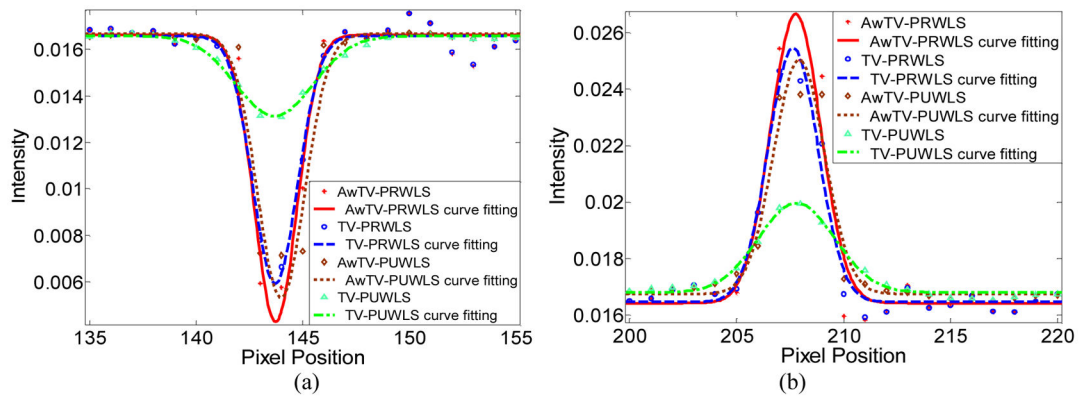 0.016
0.014
0.012
0.01
0.008
0.006
Intensity
135
140
145
150
155
Pixel Position
AwTV-PRWLS
AwTV-PRWLS curve fitting
TV-PRWLS
TV-PRWLS curve fitting
AwTV-PUWLS
AwTV-PUWLS curve fitting
TV-PUWLS
TV-PUWLS curve fitting
(a)
0.026
0.024
0.022
0.02
0.018
0.016
Intensity
200
205
210
215
220
Pixel Position
AwTV-PRWLS
AwTV-PRWLS curve fitting
TV-PRWLS
TV-PRWLS curve fitting
AwTV-PUWLS
AwTV-PUWLS curve fitting
TV-PUWLS
TV-PUWLS curve fitting
(b)